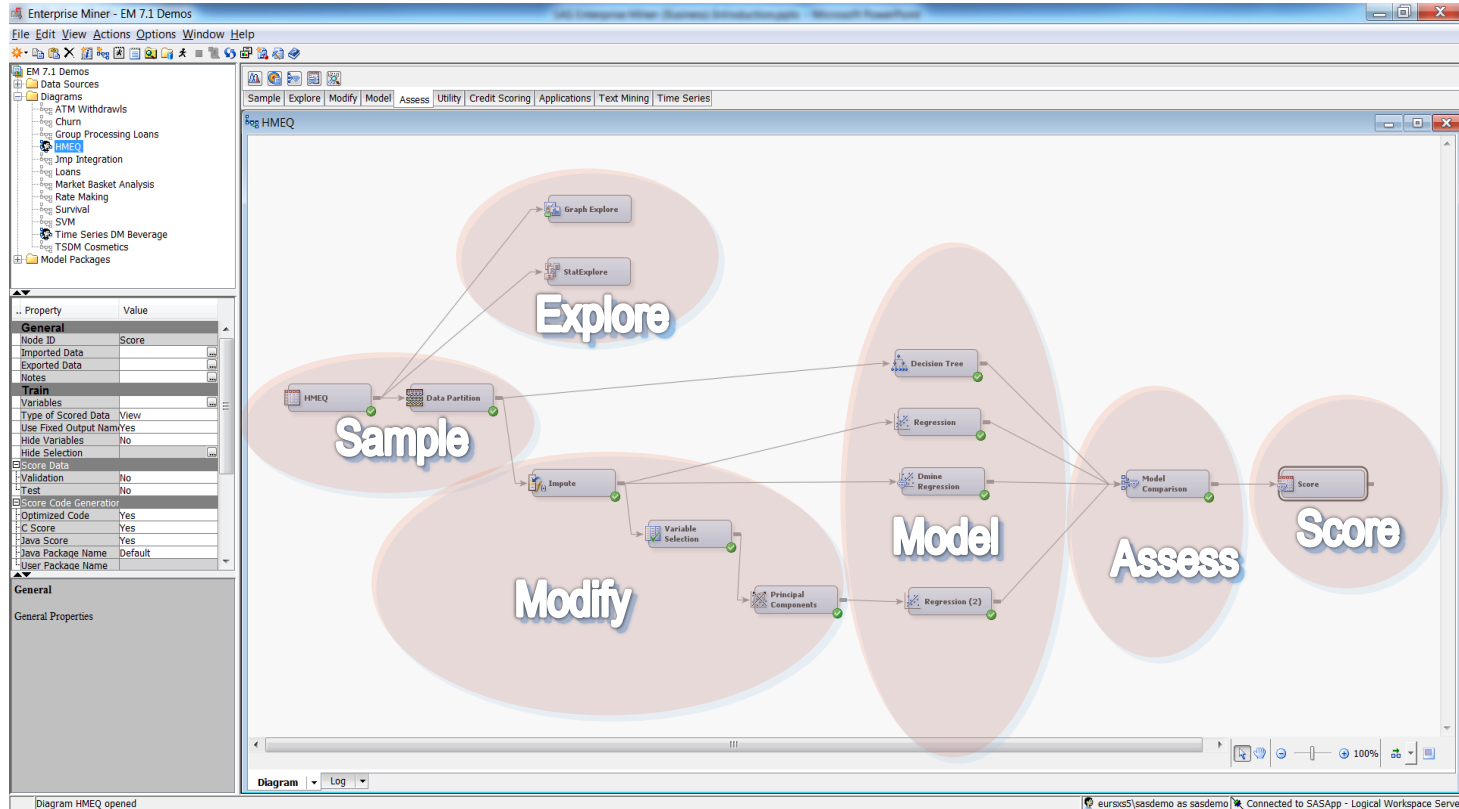 Enterprise Miner - EM 7.1 Demos
File Edit View Actions Options Window Help
EM 7.1 Demos
Data Sources
Diagrams
ATM Withdrawls
Churn
Group Processing Loans
HMEQ
Jmp Integration
Loans
Market Basket Analysis
Rate Making
Survival
SVM
Time Series DM Beverage
TSDM Cosmetics
Model Packages
.. Property Value
General
Node ID Score
Imported Data ...
Exported Data ...
Notes ...
Train
Variables ...
Type of Scored Data View
Use Fixed Output Nam Yes
Hide Variables No
Hide Selection ...
Score Data
Validation No
Test No
Score Code Generation
Optimized Code Yes
C Score Yes
Java Score Yes
Java Package Name Default
User Package Name
General
General Properties
Sample Explore Modify Model Assess Utility Credit Scoring Applications Text Mining Time Series
HMEQ
Graph Explore
StatExplore
Explore
HMEQ
Data Partition
Sample
Impute
Variable
Selection
Principal
Components
Modify
Decision Tree
Regression
Dmine
Regression
Model
Regression (2)
Model
Comparison
Assess
Score
Score
100%
Diagram Log
Diagram HMEQ opened
eursxs5\sasdemo as sasdemo Connected to SASApp - Logical Workspace Serve